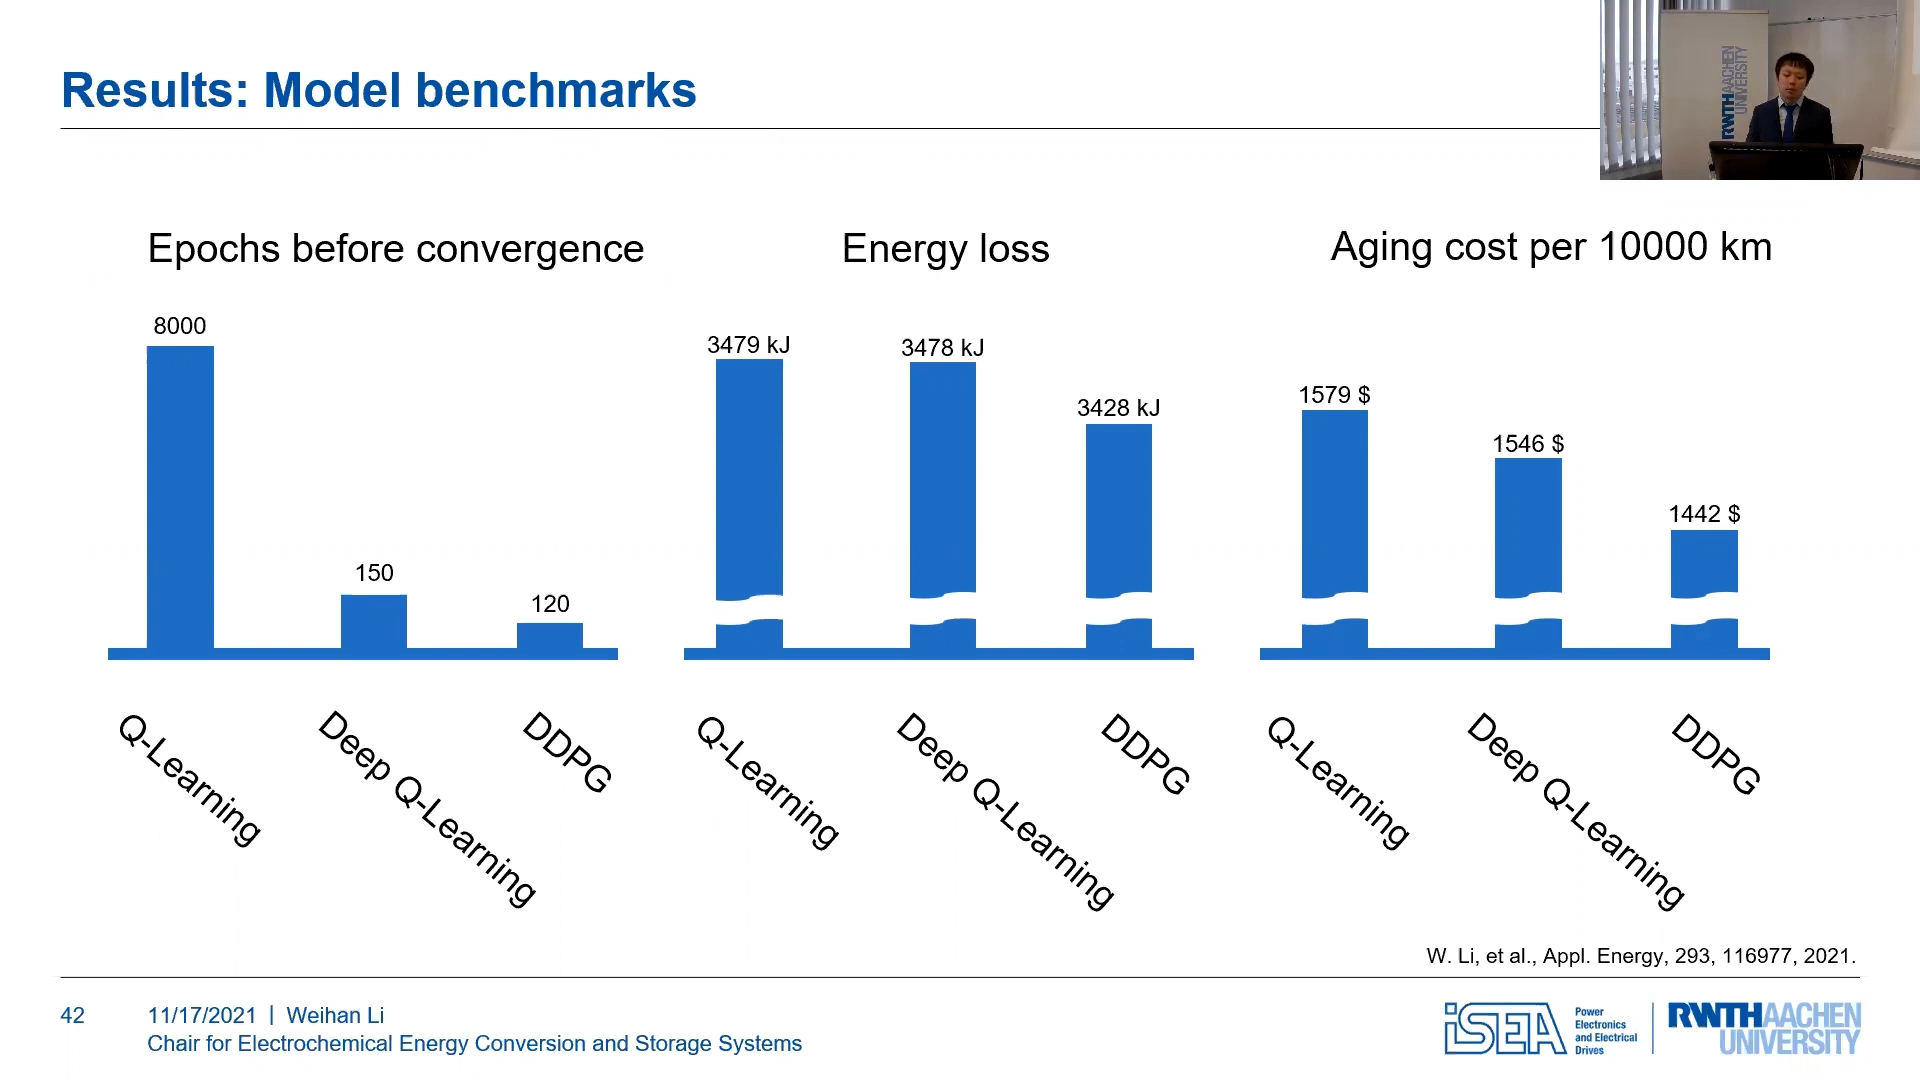 Results: Model benchmarks
RWTHAACHEN
UNIVERSITY
Epochs before convergence
Energy loss
Aging cost per 10000 km
8000
150
120
3479 kJ
3478 kJ
3428 kJ
1579 $
1546 $
1442 $
Q-Learning
Deep Q-Learning
DDPG
Q-Learning
Deep Q-Learning
DDPG
Q-Learning
Deep Q-Learning
DDPG
W. Li, et al., Appl. Energy, 293, 116977, 2021.
42
11/17/2021 | Weihan Li
Chair for Electrochemical Energy Conversion and Storage Systems
iSEA
Power
Electronics
and Electrical
Drives
RWTHAACHEN
UNIVERSITY